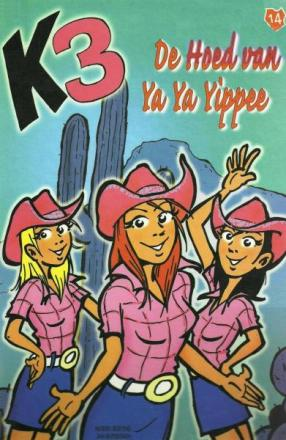 K3
14
De Hoed van
Ya Ya Yippee